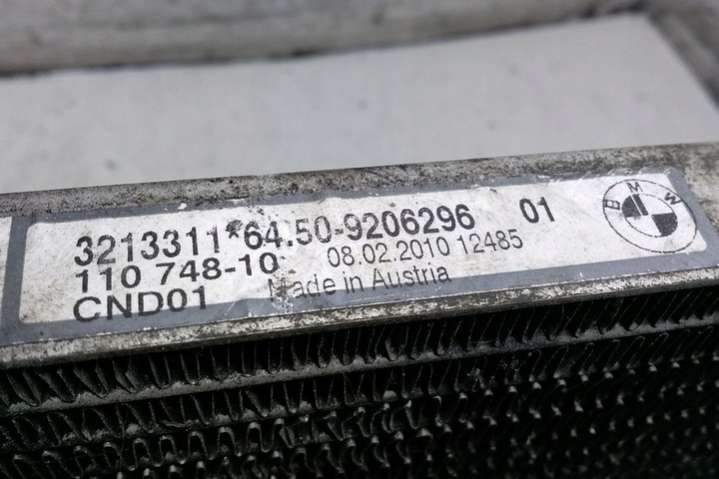 3213311*64.50-9206296 01
110 748-10 08.02.2010 12485
CND01 Made in Austria
BMW